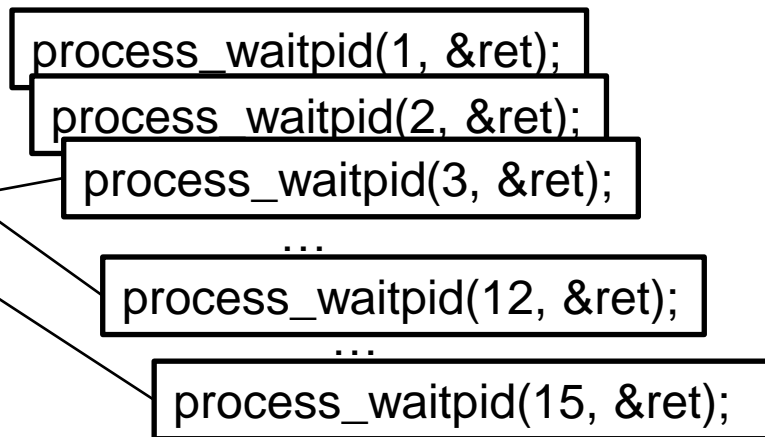 process_waitpid(1, &ret);
process_waitpid(2, &ret);
process_waitpid(3, &ret);
...
process_waitpid(12, &ret);
...
process_waitpid(15, &ret);